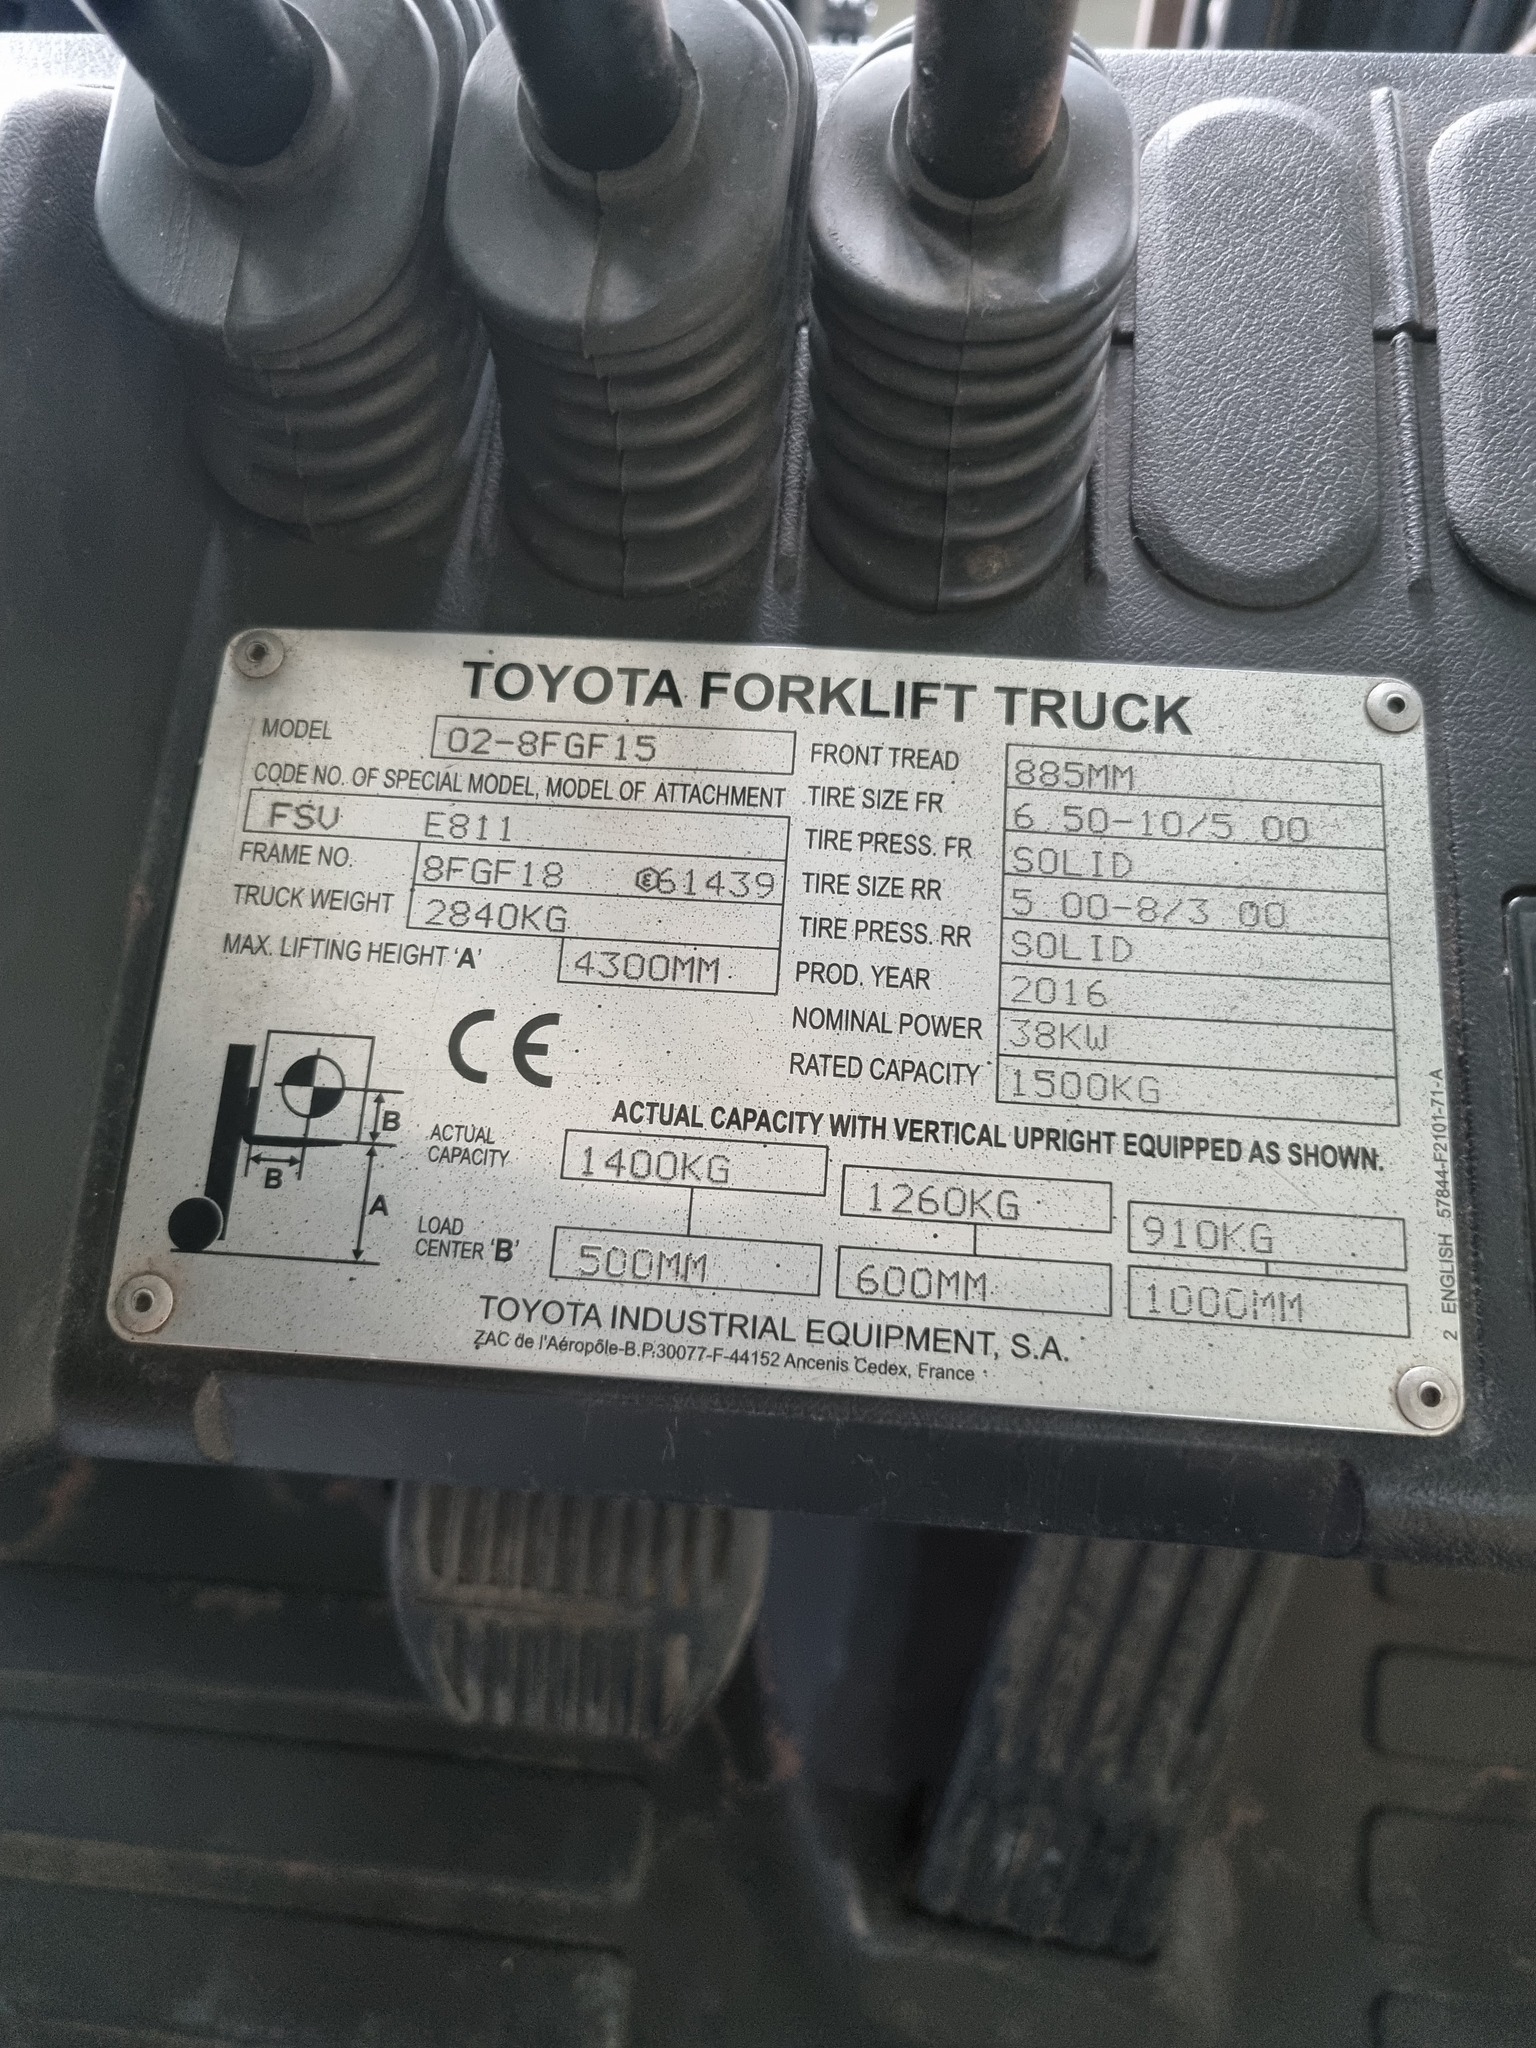 TOYOTA FORKLIFT TRUCK
MODEL 02-8FGF15
CODE NO. OF SPECIAL MODEL, MODEL OF ATTACHMENT
FSV E811
FRAME NO. 8FGF18 E61439
TRUCK WEIGHT 2840KG
MAX. LIFTING HEIGHT 'A' 4300MM
FRONT TREAD 885MM
TIRE SIZE FR 6 50-10/5 00
TIRE PRESS. FR SOLID
TIRE SIZE RR 5 00-8/3 00
TIRE PRESS. RR SOLID
PROD. YEAR 2016
NOMINAL POWER 38KW
RATED CAPACITY 1500KG
CE
B
B
A
ACTUAL CAPACITY WITH VERTICAL UPRIGHT EQUIPPED AS SHOWN.
ACTUAL CAPACITY 1400KG 1260KG 910KG
LOAD CENTER 'B' 500MM 600MM 1000MM
TOYOTA INDUSTRIAL EQUIPMENT, S.A.
ZAC de l'Aéropôle-B.P.30077-F-44152 Ancenis Cedex, France
2 ENGLISH 57844-F2101-71-A